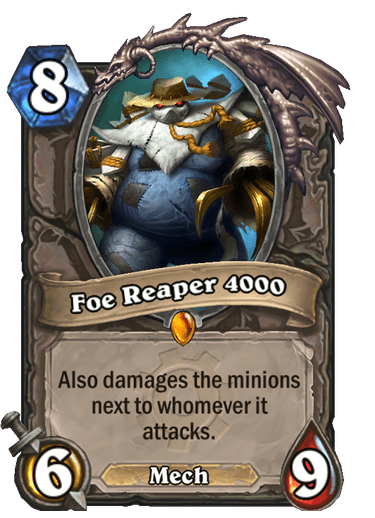 8
Foe Reaper 4000
Also damages the minions
next to whomever it
attacks.
6
Mech
9